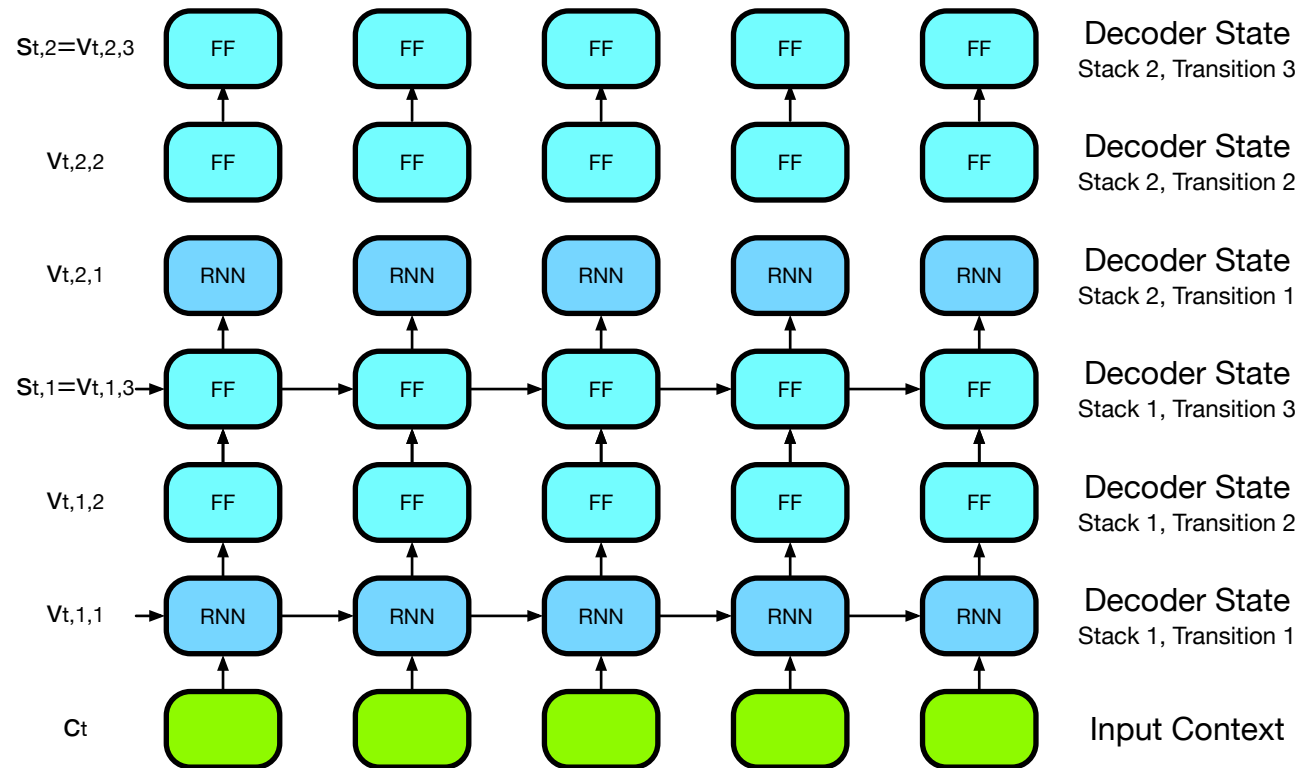 St,2=Vt,2,3 FF FF FF FF FF Decoder State
Stack 2, Transition 3
Vt,2,2 FF FF FF FF FF Decoder State
Stack 2, Transition 2
Vt,2,1 RNN RNN RNN RNN RNN Decoder State
Stack 2, Transition 1
St,1=Vt,1,3 FF FF FF FF FF Decoder State
Stack 1, Transition 3
Vt,1,2 FF FF FF FF FF Decoder State
Stack 1, Transition 2
Vt,1,1 RNN RNN RNN RNN RNN Decoder State
Stack 1, Transition 1
Ct Input Context